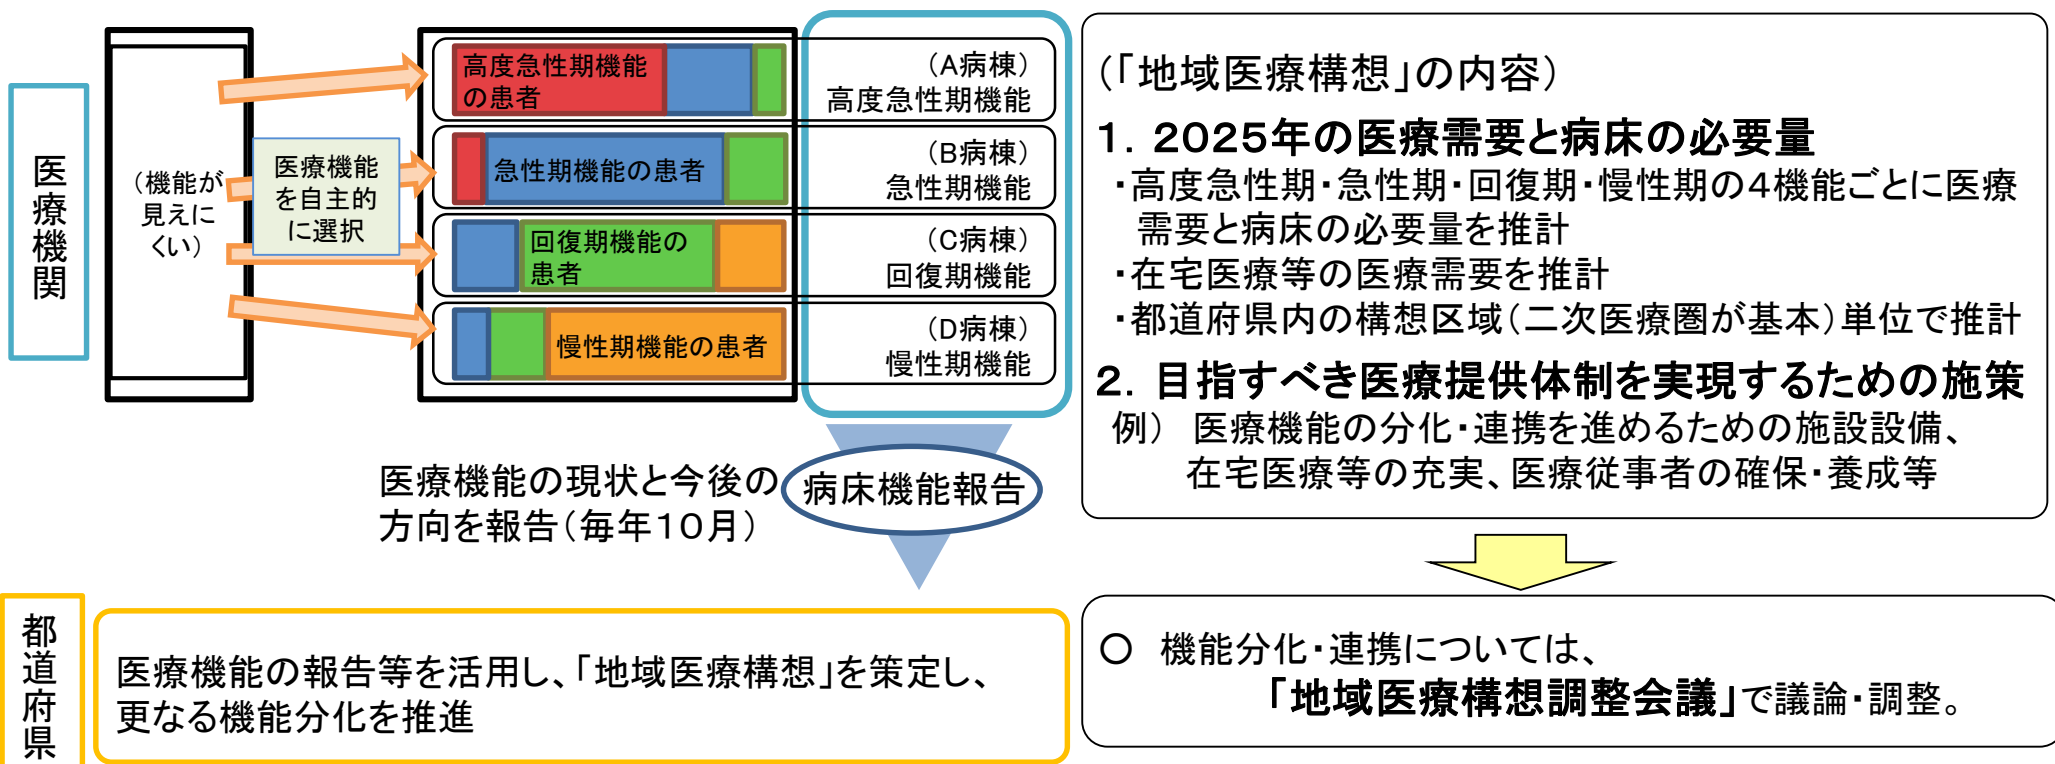 医療機関
(機能が
見えに
くい)
医療機能
を自主的
に選択
高度急性期機能
の患者
(A病棟)
高度急性期機能
急性期機能の患者
(B病棟)
急性期機能
回復期機能の
患者
(C病棟)
回復期機能
慢性期機能の患者
(D病棟)
慢性期機能
医療機能の現状と今後の
方向を報告(毎年10月)
病床機能報告
都道府県
医療機能の報告等を活用し、「地域医療構想」を策定し、
更なる機能分化を推進
(「地域医療構想」の内容)
1. 2025年の医療需要と病床の必要量
・高度急性期・急性期・回復期・慢性期の4機能ごとに医療
需要と病床の必要量を推計
・在宅医療等の医療需要を推計
・都道府県内の構想区域(二次医療圏が基本)単位で推計
2. 目指すべき医療提供体制を実現するための施策
例) 医療機能の分化・連携を進めるための施設設備、
在宅医療等の充実、医療従事者の確保・養成等
○ 機能分化・連携については、
「地域医療構想調整会議」で議論・調整。